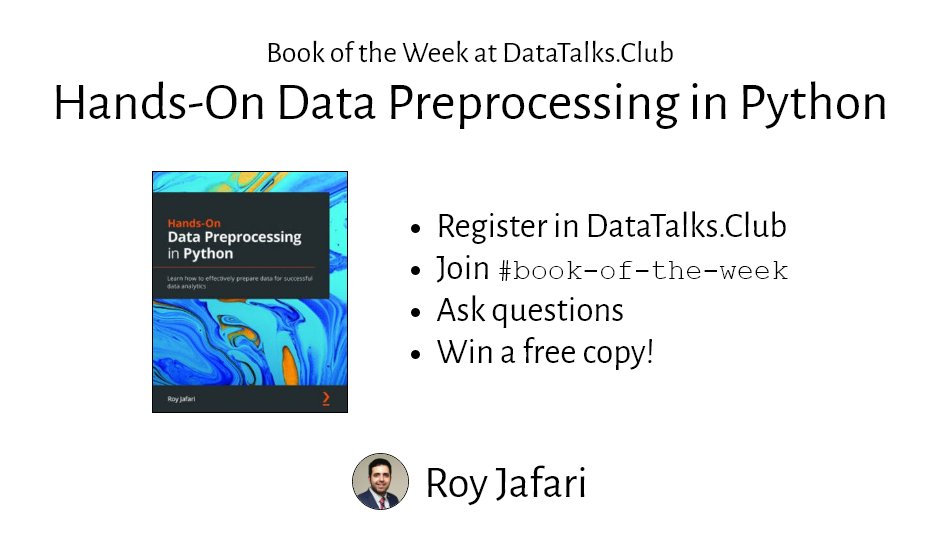 Book of the Week at DataTalks.Club
Hands-On Data Preprocessing in Python
Hands-On
Data Preprocessing
in Python
Learn how to effectively prepare data for successful
data analytics
Roy Jafari
• Register in DataTalks.Club
• Join #book-of-the-week
• Ask questions
• Win a free copy!
Roy Jafari